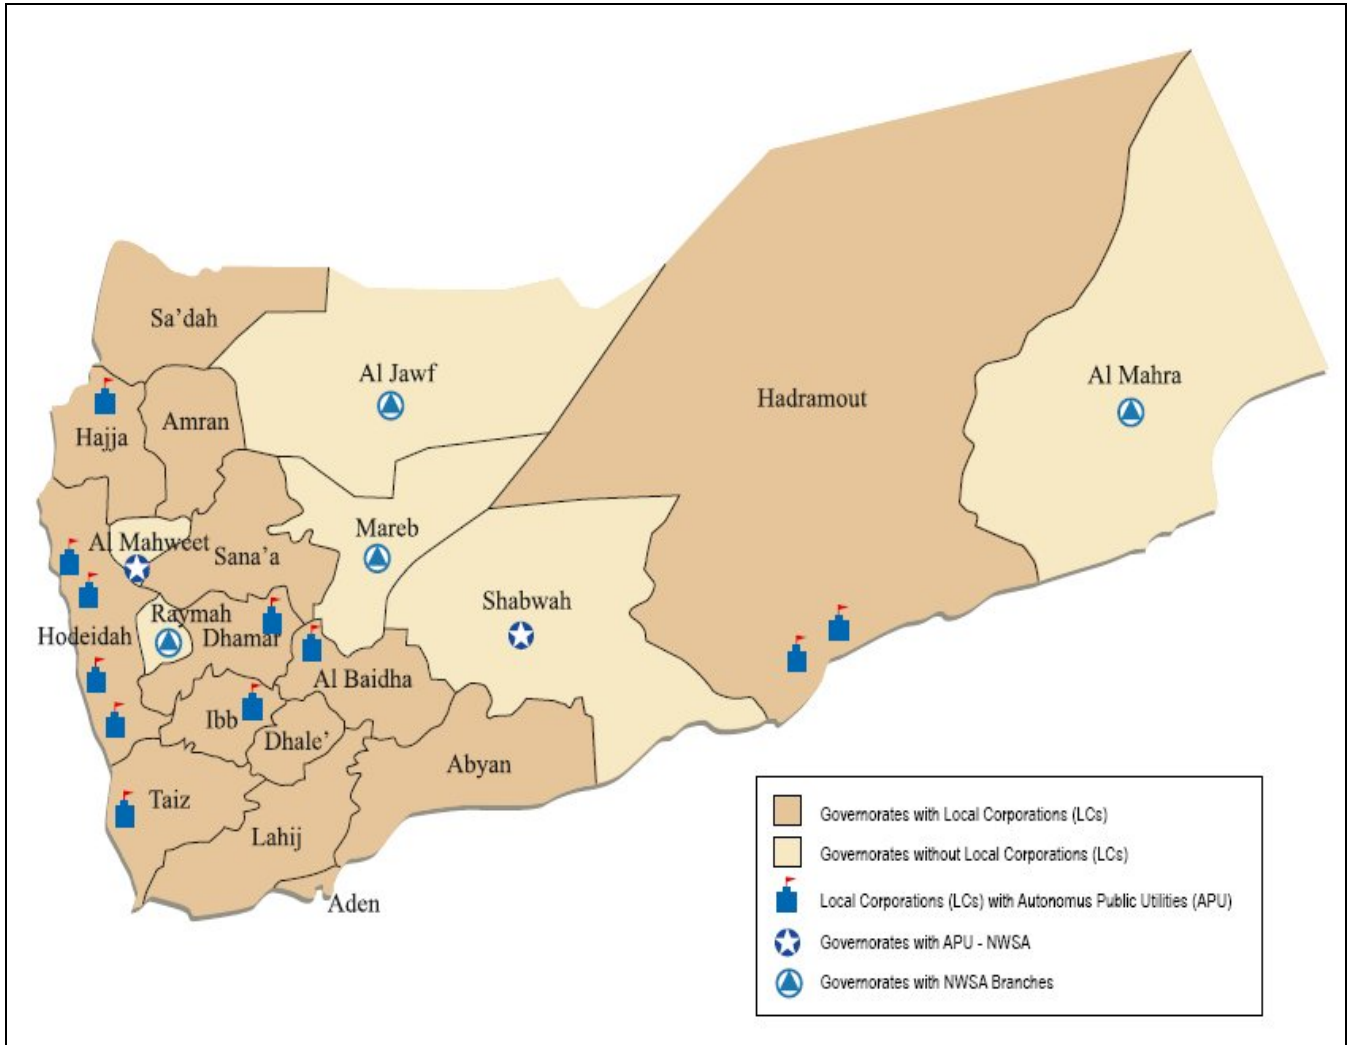 Sa'dah
Al Jawf
Al Mahra
Hadramout
Amran
Hajja
Mareb
Al Mahweet
Sana'a
Shabwah
Raymah
Hodeidah
Dhamar
Al Baidha
Ibb
Dhale'
Abyan
Taiz
Lahij
Aden
Governorates with Local Corporations (LCs)
Governorates without Local Corporations (LCs)
Local Corporations (LCs) with Autonomus Public Utilities (APU)
Governorates with APU - NWSA
Governorates with NWSA Branches